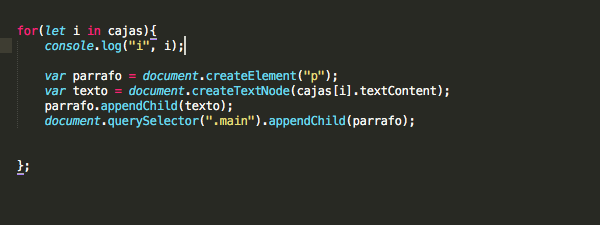 for(let i in cajas){
console.log("i", i);
var parrafo = document.createElement("p");
var texto = document.createTextNode(cajas[i].textContent);
parrafo.appendChild(texto);
document.querySelector(".main").appendChild(parrafo);
};